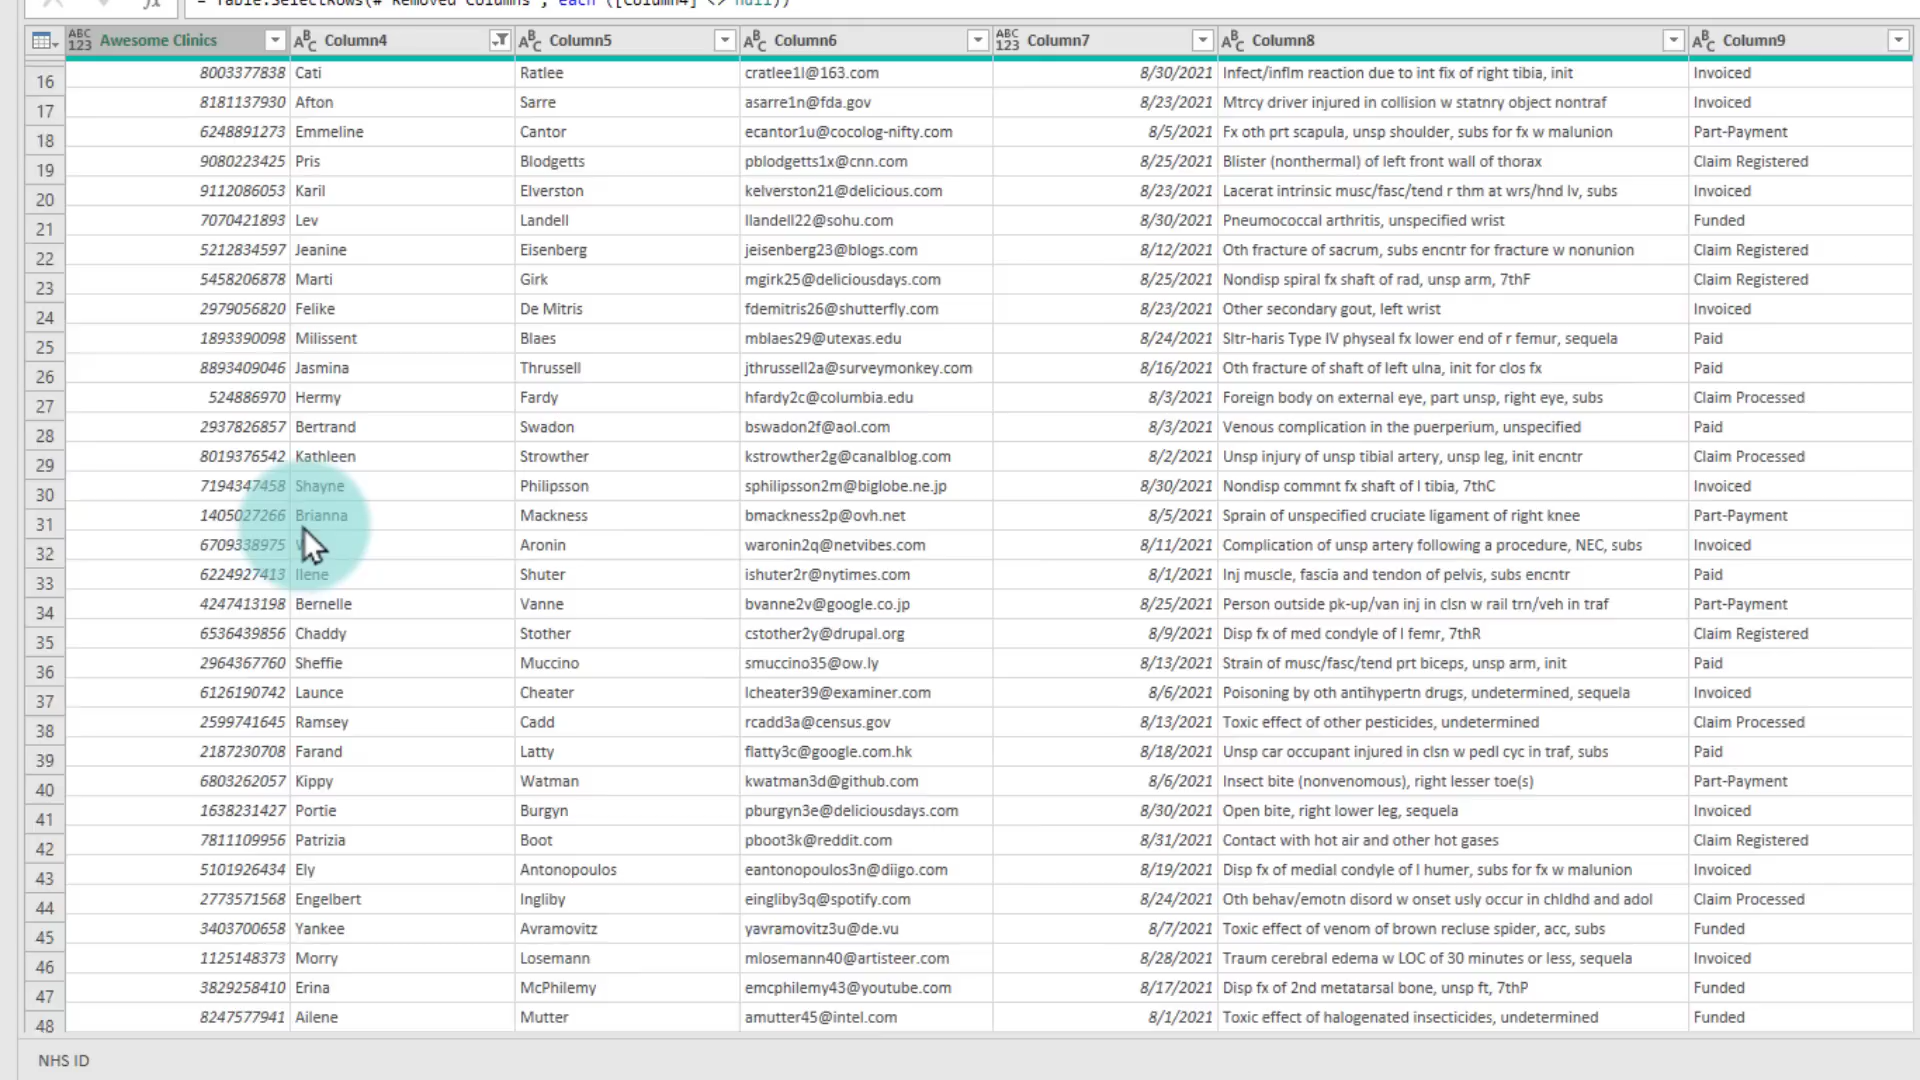 = Table.SelectRows(#"Removed Columns", each ([Column4] <> null))
ABC 123 Awesome Clinics ABC Column4 ABC Column5 ABC Column6 ABC 123 Column7 ABC Column8 ABC Column9
16 8003377838 Cati Ratlee cratlee1l@163.com 8/30/2021 Infect/inflm reaction due to int fix of right tibia, init Invoiced
17 8181137930 Afton Sarre asarre1n@fda.gov 8/23/2021 Mtrcy driver injured in collision w statnry object nontraf Invoiced
18 6248891273 Emmeline Cantor ecantor1u@cocolog-nifty.com 8/5/2021 Fx oth prt scapula, unsp shoulder, subs for fx w malunion Part-Payment
19 9080223425 Pris Blodgetts pblodgetts1x@cnn.com 8/25/2021 Blister (nonthermal) of left front wall of thorax Claim Registered
20 9112086053 Karil Elverston kelverston21@delicious.com 8/23/2021 Lacerat intrinsic musc/fasc/tend r thm at wrs/hnd lv, subs Invoiced
21 7070421893 Lev Landell llandell22@sohu.com 8/30/2021 Pneumococcal arthritis, unspecified wrist Funded
22 5212834597 Jeanine Eisenberg jeisenberg23@blogs.com 8/12/2021 Oth fracture of sacrum, subs encntr for fracture w nonunion Claim Registered
23 5458206878 Marti Girk mgirk25@deliciousdays.com 8/25/2021 Nondisp spiral fx shaft of rad, unsp arm, 7thF Claim Registered
24 2979056820 Felike De Mitris fdemitris26@shutterfly.com 8/23/2021 Other secondary gout, left wrist Invoiced
25 1893390098 Milissent Blaes mblaes29@utexas.edu 8/24/2021 Sltr-haris Type IV physeal fx lower end of r femur, sequela Paid
26 8893409046 Jasmina Thrussell jthrussell2a@surveymonkey.com 8/16/2021 Oth fracture of shaft of left ulna, init for clos fx Paid
27 524886970 Hermy Fardy hfardy2c@columbia.edu 8/3/2021 Foreign body on external eye, part unsp, right eye, subs Claim Processed
28 2937826857 Bertrand Swadon bswadon2f@aol.com 8/3/2021 Venous complication in the puerperium, unspecified Paid
29 8019376542 Kathleen Strowther kstrowther2g@canalblog.com 8/2/2021 Unsp injury of unsp tibial artery, unsp leg, init encntr Claim Processed
30 7194347458 Shayne Philipsson sphilipsson2m@biglobe.ne.jp 8/30/2021 Nondisp commnt fx shaft of l tibia, 7thC Invoiced
31 1405027266 Brianna Mackness bmackness2p@ovh.net 8/5/2021 Sprain of unspecified cruciate ligament of right knee Part-Payment
32 6709338975 Aronin waronin2q@netvibes.com 8/11/2021 Complication of unsp artery following a procedure, NEC, subs Invoiced
33 6224927413 Ilene Shuter ishuter2r@nytimes.com 8/1/2021 Inj muscle, fascia and tendon of pelvis, subs encntr Paid
34 4247413198 Bernelle Vanne bvanne2v@google.co.jp 8/25/2021 Person outside pk-up/van inj in clsn w rail trn/veh in traf Part-Payment
35 6536439856 Chaddy Stother cstother2y@drupal.org 8/9/2021 Disp fx of med condyle of l femr, 7thR Claim Registered
36 2964367760 Sheffie Muccino smuccino35@ow.ly 8/13/2021 Strain of musc/fasc/tend prt biceps, unsp arm, init Paid
37 6126190742 Launce Cheater lcheater39@examiner.com 8/6/2021 Poisoning by oth antihypertn drugs, undetermined, sequela Invoiced
38 2599741645 Ramsey Cadd rcadd3a@census.gov 8/13/2021 Toxic effect of other pesticides, undetermined Claim Processed
39 2187230708 Farand Latty flatty3c@google.com.hk 8/18/2021 Unsp car occupant injured in clsn w pedl cyc in traf, subs Paid
40 6803262057 Kippy Watman kwatman3d@github.com 8/6/2021 Insect bite (nonvenomous), right lesser toe(s) Part-Payment
41 1638231427 Portie Burgyn pburgyn3e@deliciousdays.com 8/30/2021 Open bite, right lower leg, sequela Invoiced
42 7811109956 Patrizia Boot pboot3k@reddit.com 8/31/2021 Contact with hot air and other hot gases Claim Registered
43 5101926434 Ely Antonopoulos eantonopoulos3n@diigo.com 8/19/2021 Disp fx of medial condyle of l humer, subs for fx w malunion Invoiced
44 2773571568 Engelbert Ingliby eingliby3q@spotify.com 8/24/2021 Oth behav/emotn disord w onset usly occur in chldhd and adol Claim Processed
45 3403700658 Yankee Avramovitz yavramovitz3u@de.vu 8/7/2021 Toxic effect of venom of brown recluse spider, acc, subs Funded
46 1125148373 Morry Losemann mlosemann40@artisteer.com 8/28/2021 Traum cerebral edema w LOC of 30 minutes or less, sequela Invoiced
47 3829258410 Erina McPhilemy emcphilemy43@youtube.com 8/17/2021 Disp fx of 2nd metatarsal bone, unsp ft, 7thP Funded
48 8247577941 Ailene Mutter amutter45@intel.com 8/1/2021 Toxic effect of halogenated insecticides, undetermined Funded
NHS ID